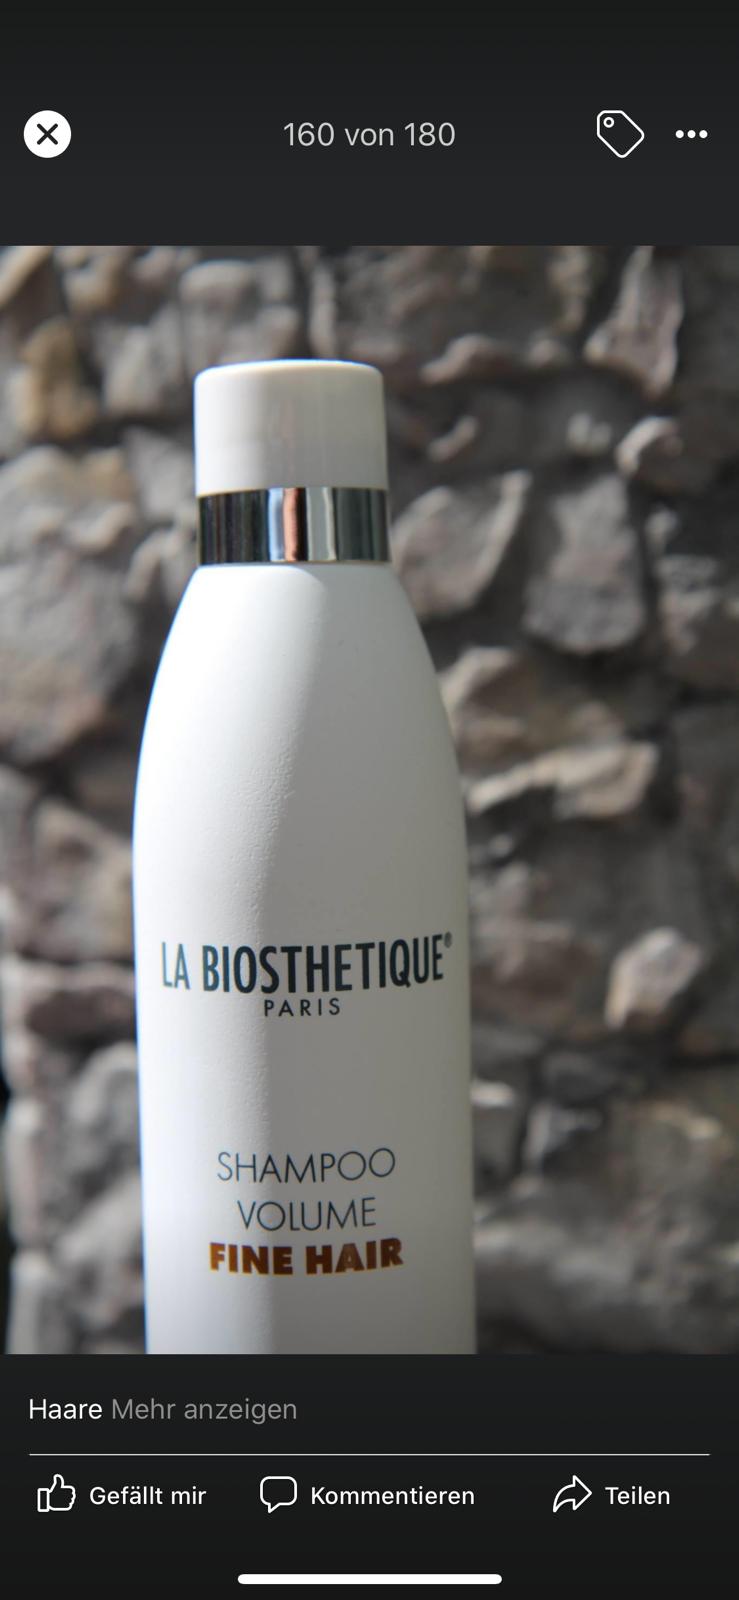 160 von 180
LA BIOSTHETIQUE®
PARIS
SHAMPOO
VOLUME
FINE HAIR
Haare Mehr anzeigen
Gefällt mir Kommentieren Teilen